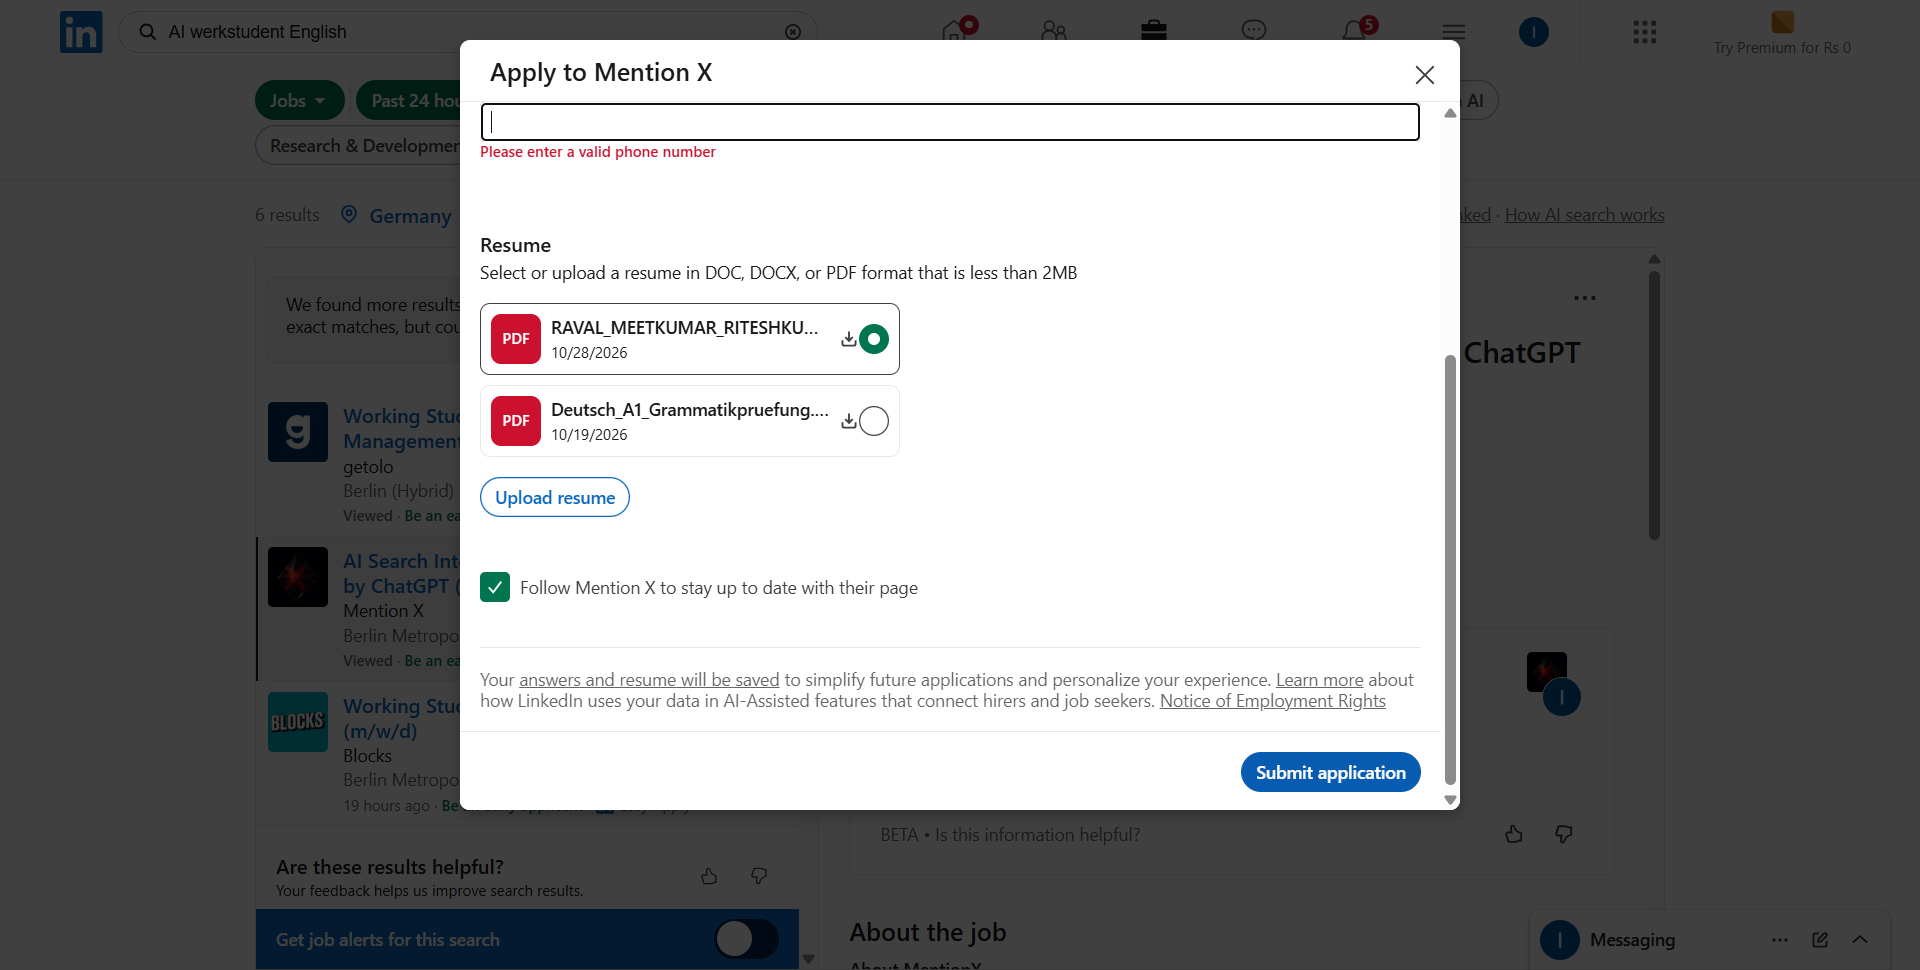 in
AI werkstudent English
5
I
Try Premium for Rs 0
Apply to Mention X
Jobs
Past 24 hou
AI
Research & Developmen
Please enter a valid phone number
6 results
Germany
How AI search works
Resume
Select or upload a resume in DOC, DOCX, or PDF format that is less than 2MB
We found more results
exact matches, but cou
PDF
RAVAL_MEETKUMAR_RITESHKU...
10/28/2026
ChatGPT
PDF
Deutsch_A1_Grammatikpruefung....
10/19/2026
g
Working Stud
Management
getolo
Berlin (Hybrid)
Viewed · Be an ea
Upload resume
AI Search Int
by ChatGPT (
Mention X
Berlin Metropo
Viewed · Be an ea
Follow Mention X to stay up to date with their page
Your answers and resume will be saved to simplify future applications and personalize your experience. Learn more about
how LinkedIn uses your data in AI-Assisted features that connect hirers and job seekers. Notice of Employment Rights
I
BLOCKS
Working Stud
(m/w/d)
Blocks
Berlin Metropo
19 hours ago · Be
Submit application
BETA • Is this information helpful?
Are these results helpful?
Your feedback helps us improve search results.
Get job alerts for this search
About the job
About MentionX
I
Messaging